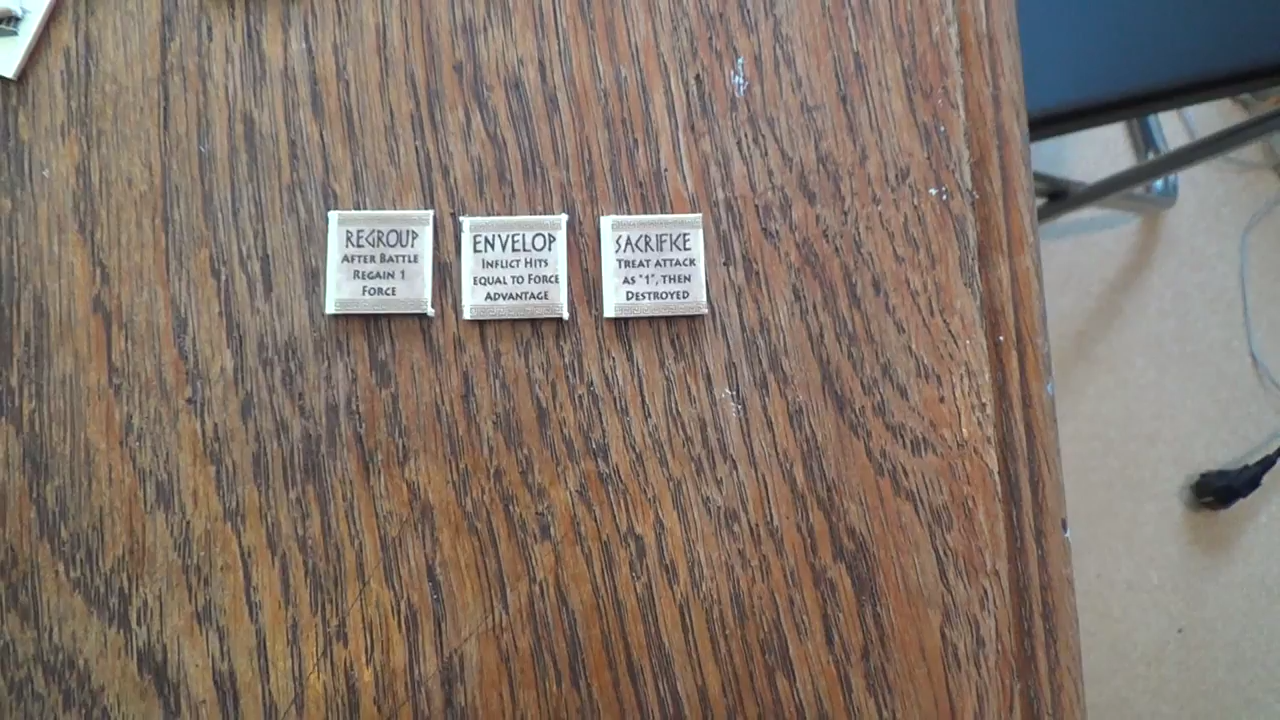 REGROUP
AFTER BATTLE
REGAIN 1
FORCE
ENVELOP
INFLICT HITS
EQUAL TO FORCE
ADVANTAGE
SACRIFICE
TREAT ATTACK
AS "1", THEN
DESTROYED